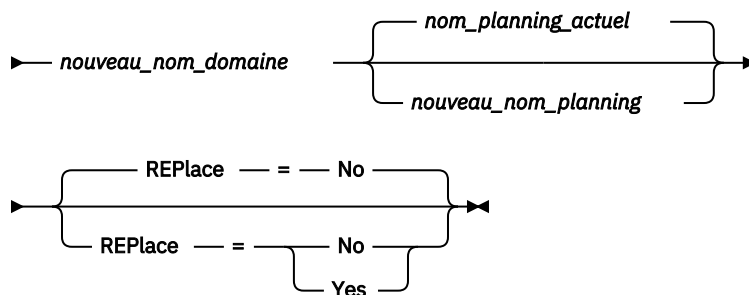 nom_planning_actuel
nouveau_nom_domaine
nouveau_nom_planning
REPlace = No
REPlace = No
Yes